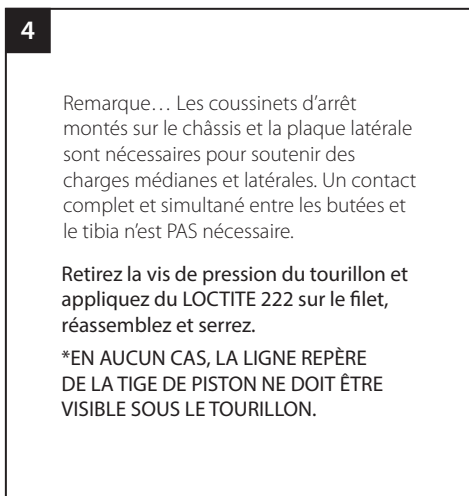 4
Remarque… Les coussinets d’arrêt
montés sur le châssis et la plaque latérale
sont nécessaires pour soutenir des
charges médianes et latérales. Un contact
complet et simultané entre les butées et
le tibia n’est PAS nécessaire.
Retirez la vis de pression du tourillon et
appliquez du LOCTITE 222 sur le filet,
réassemblez et serrez.
*EN AUCUN CAS, LA LIGNE REPÈRE
DE LA TIGE DE PISTON NE DOIT ÊTRE
VISIBLE SOUS LE TOURILLON.